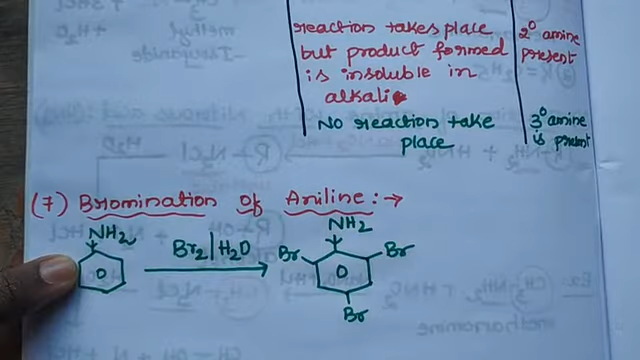 reaction takes place
but product formed
is insoluble in
alkali
2° amine
present
No reaction take
place
3° amine
is present
(7) Bromination of Aniline:→
NH2
Br2|H2O
NH2
Br
Br
Br